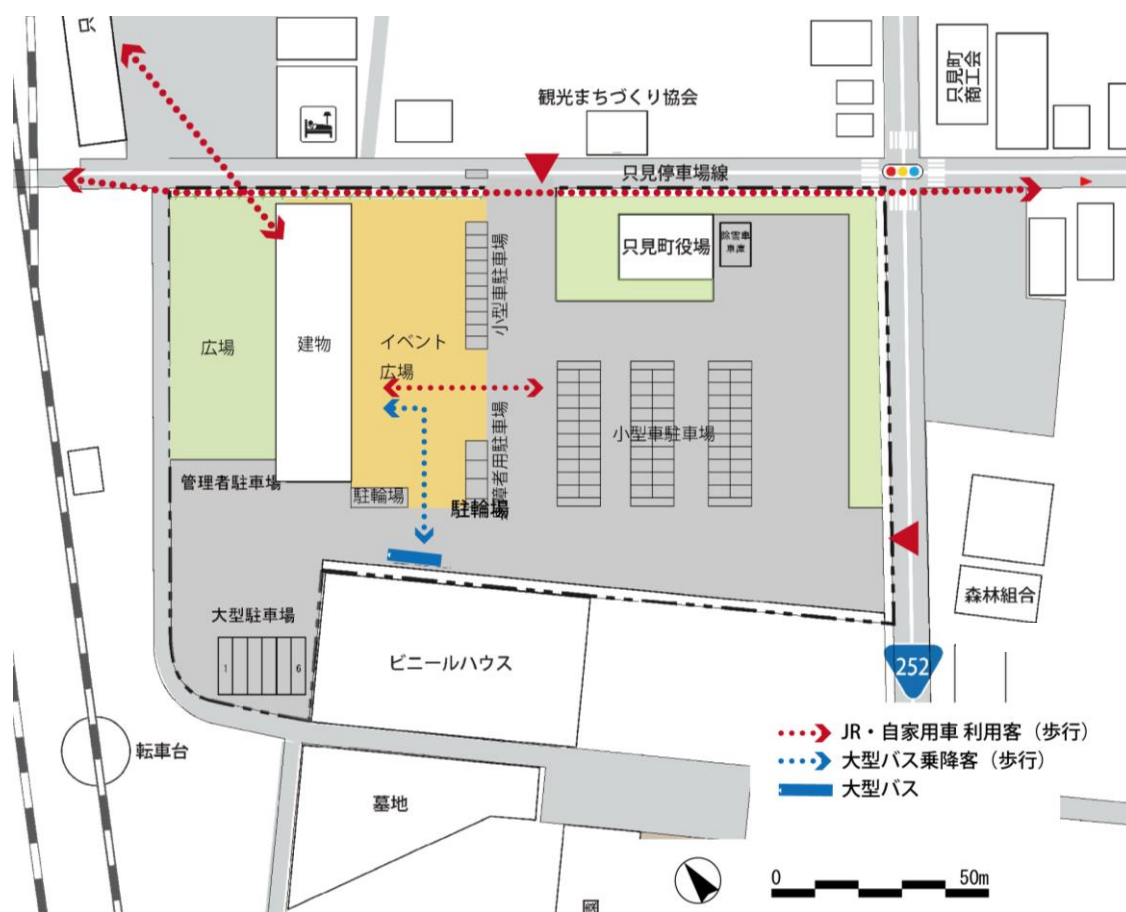 只
観光まちづくり協会
只見町
商工会
只見停車場線
只見町役場
除雪車
車庫
小型車駐車場
広場
建物
イベント
広場
小型車駐車場
障者用駐車場
管理者駐車場
駐輪場
駐輪場
大型駐車場
1
6
ビニールハウス
森林組合
252
転車台
墓地
JR・自家用車 利用客（歩行）
大型バス乗降客（歩行）
大型バス
0
50m